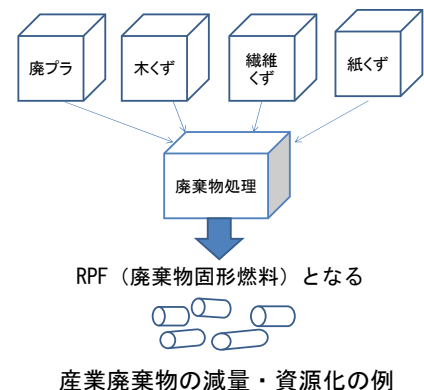 廃プラ
木くず
繊維
くず
紙くず
廃棄物処理
RPF（廃棄物固形燃料）となる
産業廃棄物の減量・資源化の例